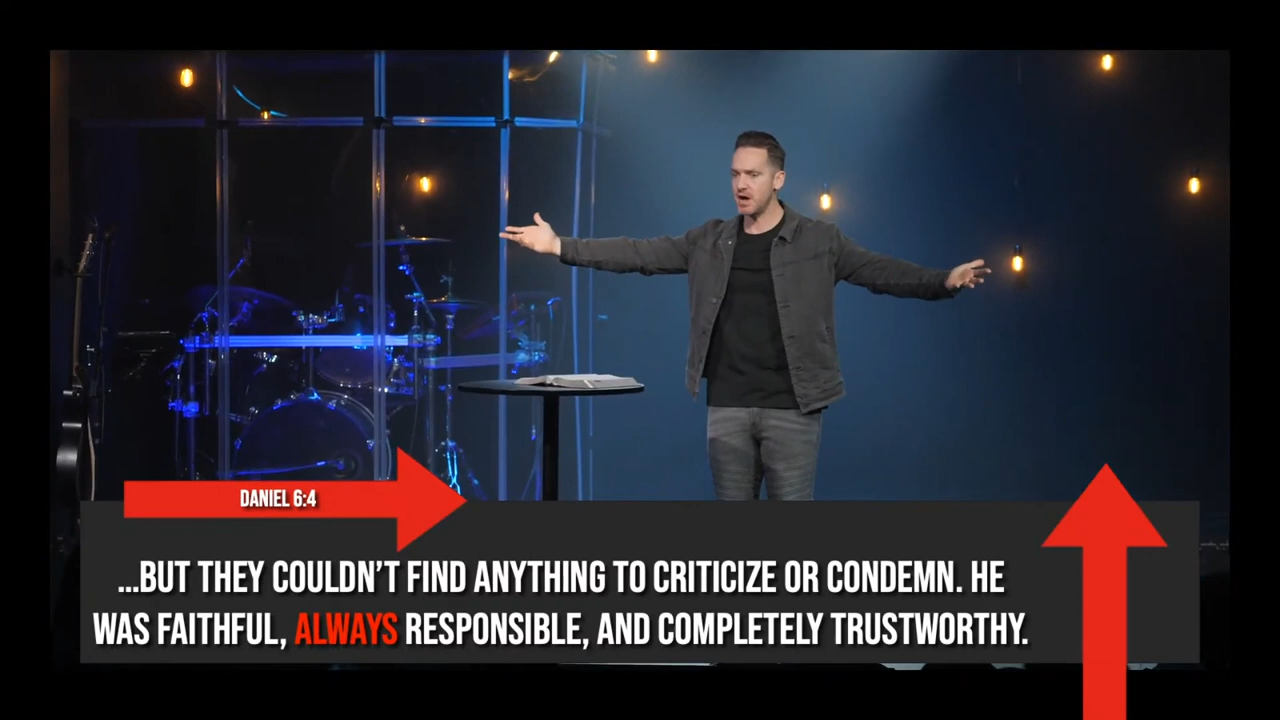 DANIEL 6:4
...BUT THEY COULDN'T FIND ANYTHING TO CRITICIZE OR CONDEMN. HE
WAS FAITHFUL, ALWAYS RESPONSIBLE, AND COMPLETELY TRUSTWORTHY.